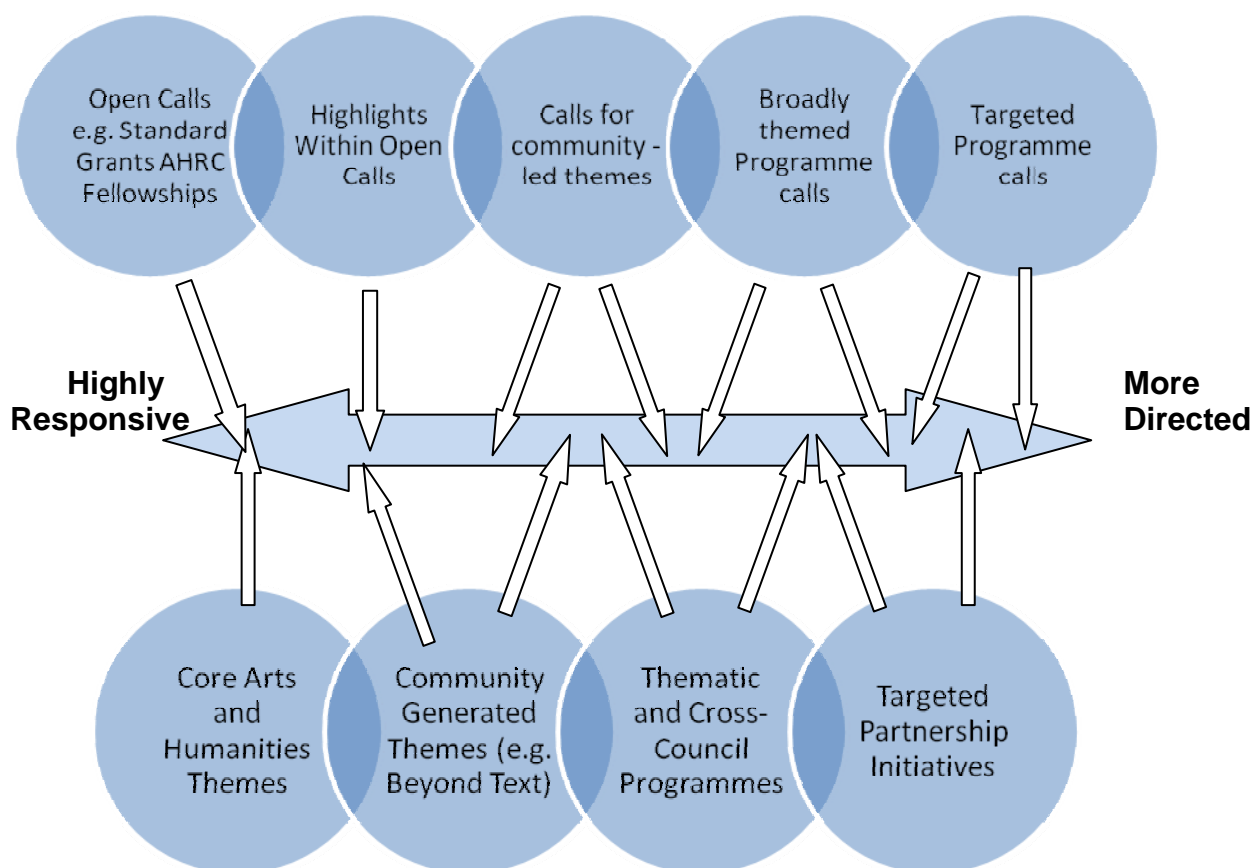 Open Calls
e.g. Standard
Grants AHRC
Fellowships
Highlights
Within Open
Calls
Calls for
community -
led themes
Broadly
themed
Programme
calls
Targeted
Programme
calls
Highly
Responsive
More
Directed
Core Arts
and
Humanities
Themes
Community
Generated
Themes (e.g.
Beyond Text)
Thematic
and Cross-
Council
Programmes
Targeted
Partnership
Initiatives